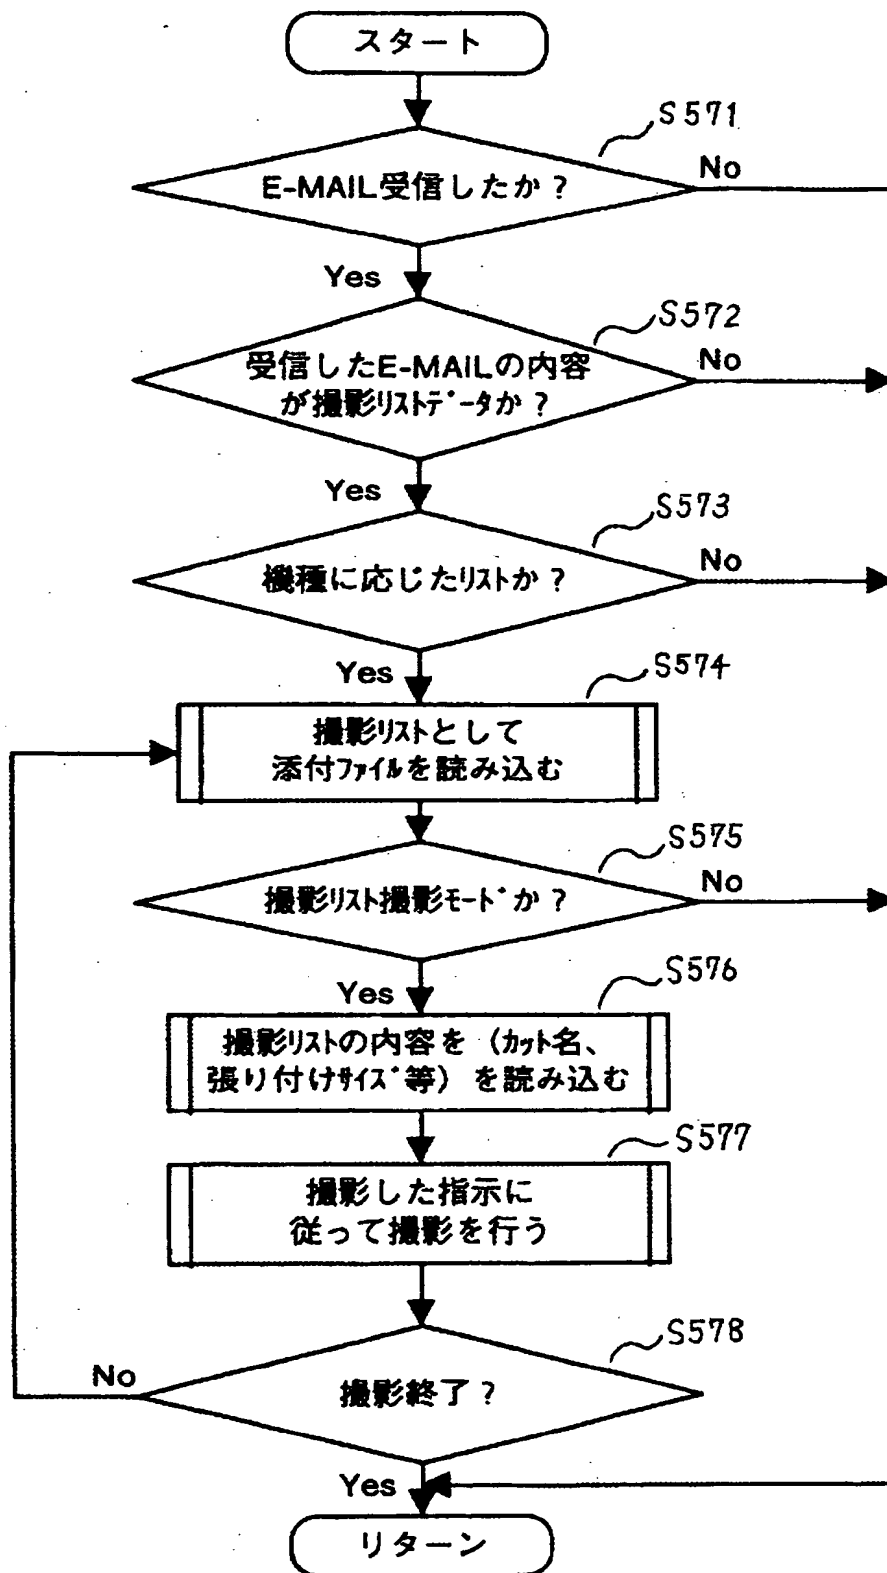 スタート
S571
E-MAIL受信したか?
No
Yes
S572
受信したE-MAILの内容
が撮影リストデータか?
No
Yes
S573
機種に応じたリストか?
No
Yes
S574
撮影リストとして
添付ファイルを読み込む
S575
撮影リスト撮影モードか?
No
Yes
S576
撮影リストの内容を(カット名、
張り付けサイズ等)を読み込む
S577
撮影した指示に
従って撮影を行う
S578
撮影終了?
No
Yes
リターン